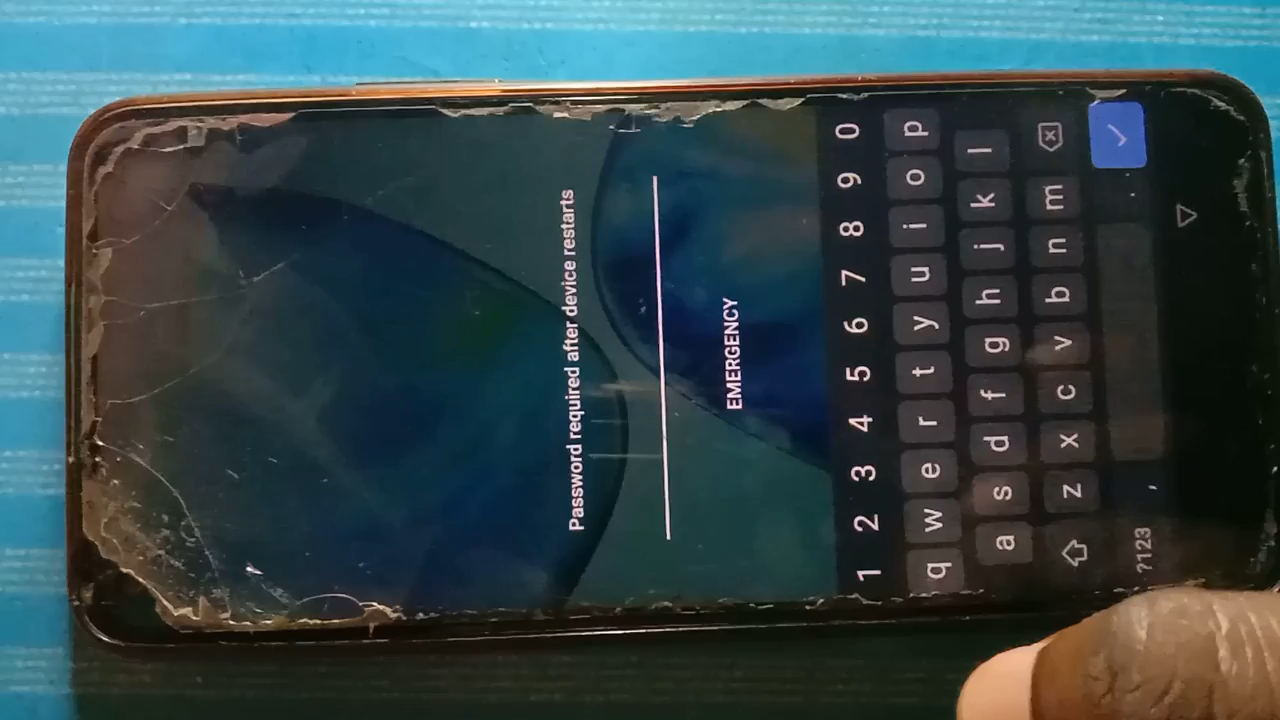 Password required after device restarts
EMERGENCY
1 2 3 4 5 6 7 8 9 0
q w e r t y u i o p
a s d f g h j k l
z x c v b n m
?123 , .